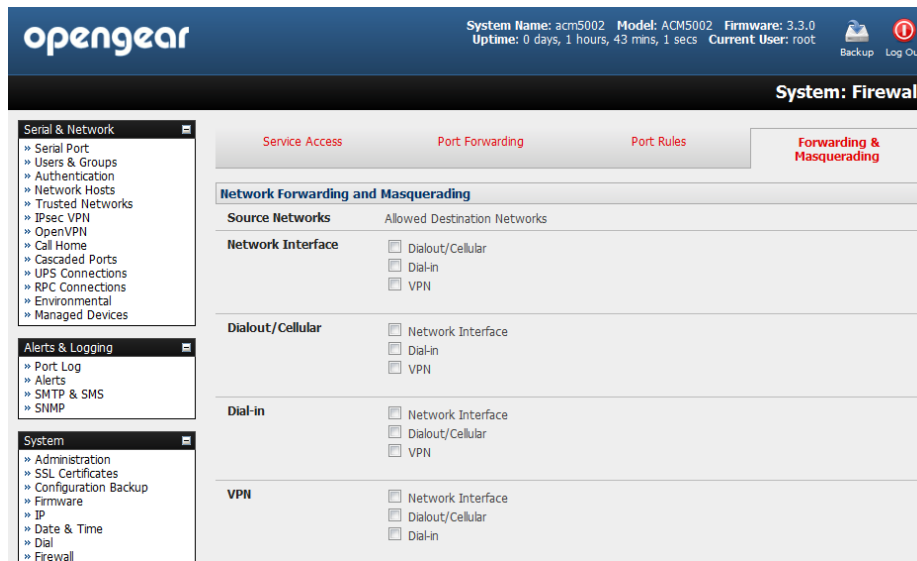 opengear
System Name: acm5002 Model: ACM5002 Firmware: 3.3.0
Uptime: 0 days, 1 hours, 43 mins, 1 secs Current User: root
Backup
Log Ou
System: Firewal
Serial & Network
» Serial Port
» Users & Groups
» Authentication
» Network Hosts
» Trusted Networks
» IPsec VPN
» OpenVPN
» Call Home
» Cascaded Ports
» UPS Connections
» RPC Connections
» Environmental
» Managed Devices
Alerts & Logging
» Port Log
» Alerts
» SMTP & SMS
» SNMP
System
» Administration
» SSL Certificates
» Configuration Backup
» Firmware
» IP
» Date & Time
» Dial
» Firewall
Service Access
Port Forwarding
Port Rules
Forwarding &
Masquerading
Network Forwarding and Masquerading
Source Networks Allowed Destination Networks
Network Interface
Dialout/Cellular
Dial-in
VPN
Dialout/Cellular
Network Interface
Dial-in
VPN
Dial-in
Network Interface
Dialout/Cellular
VPN
VPN
Network Interface
Dialout/Cellular
Dial-in